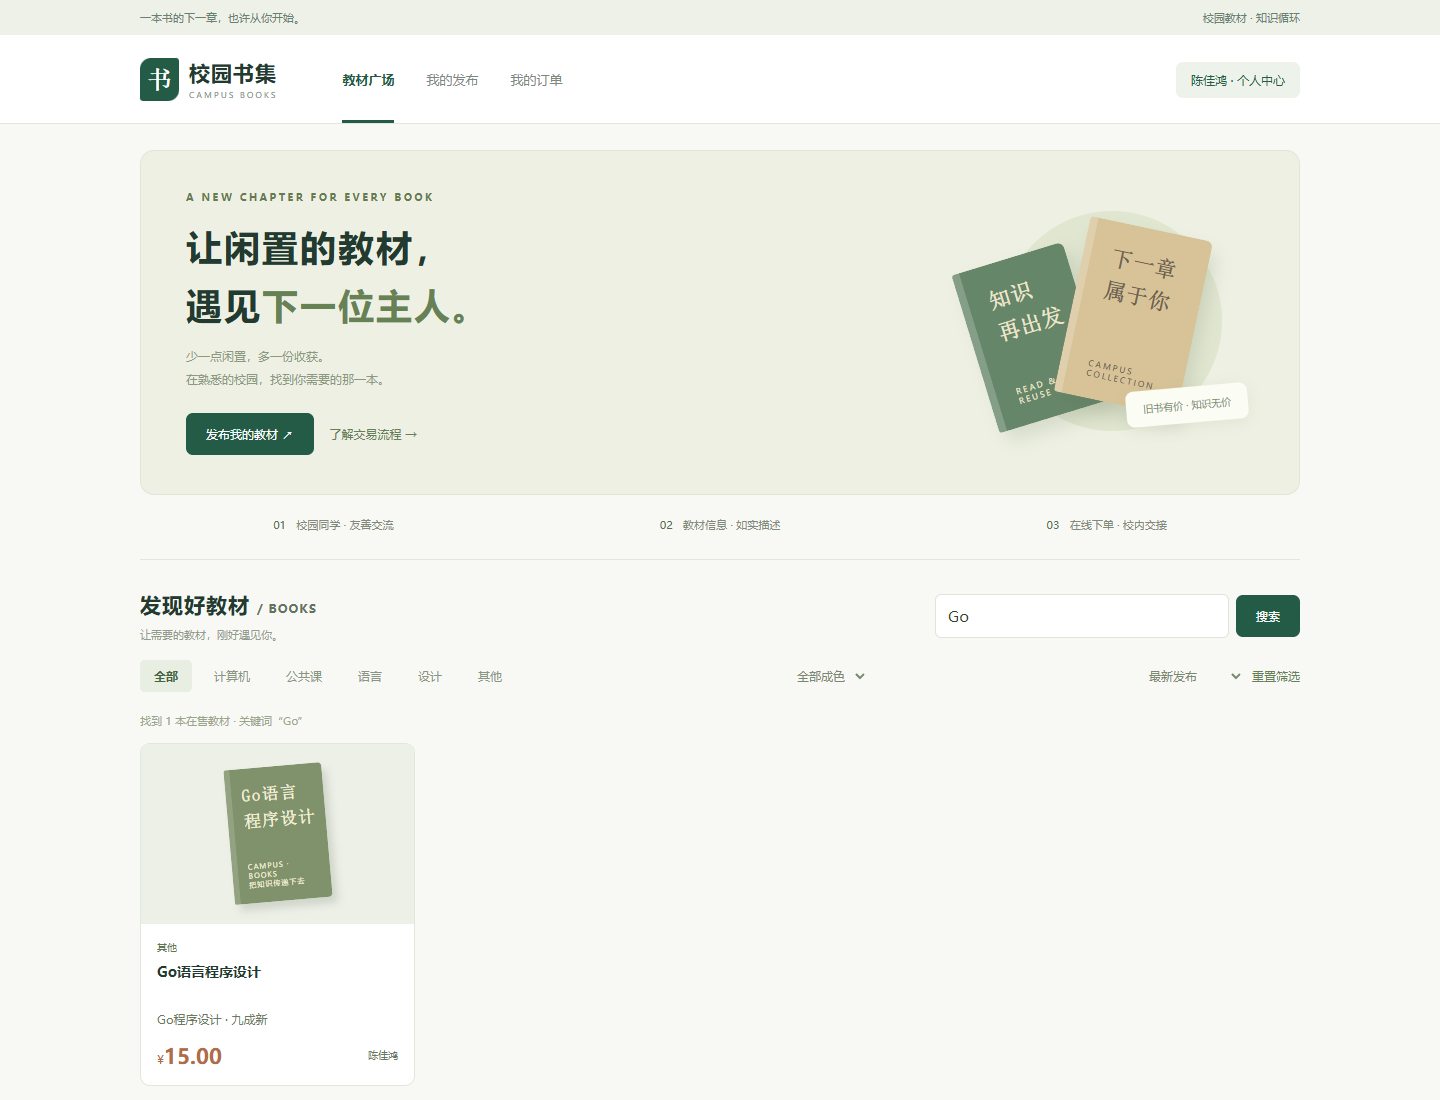 一本书的下一章，也许从你开始。
校园教材 · 知识循环
书
校园书集
CAMPUS BOOKS
教材广场
我的发布
我的订单
陈佳鸿 · 个人中心
A NEW CHAPTER FOR EVERY BOOK
让闲置的教材，
遇见下一位主人。
少一点闲置，多一份收获。
在熟悉的校园，找到你需要的那一本。
发布我的教材 ↗
了解交易流程 →
知识
再出发
READ &
REUSE
下一章
属于你
CAMPUS
COLLECTION
旧书有价 · 知识无价
01 校园同学 · 友善交流
02 教材信息 · 如实描述
03 在线下单 · 校内交接
发现好教材 / BOOKS
让需要的教材，刚好遇见你。
Go
搜索
全部
计算机
公共课
语言
设计
其他
全部成色
最新发布
重置筛选
找到 1 本在售教材 · 关键词“Go”
Go语言
程序设计
CAMPUS ·
BOOKS
把知识传递下去
其他
Go语言程序设计
Go程序设计 · 九成新
¥15.00
陈佳鸿